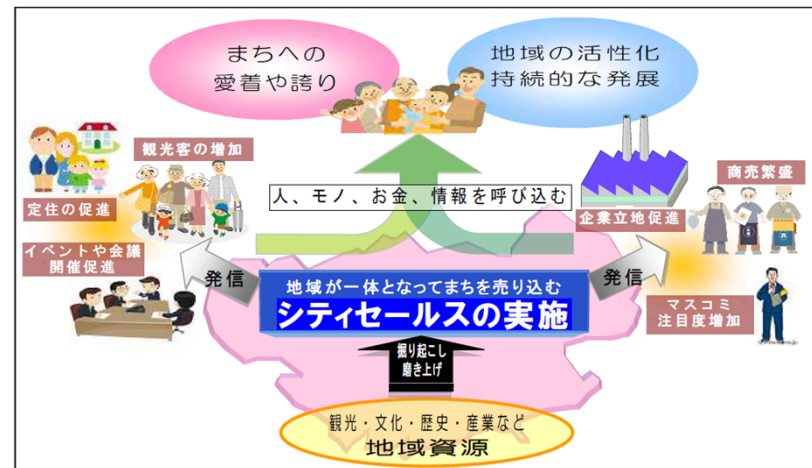 まちへの
愛着や誇り
地域の活性化
持続的な発展
観光客の増加
定住の促進
イベントや会議
開催促進
人、モノ、お金、情報を呼び込む
商売繁盛
企業立地促進
マスコミ
注目度増加
発信
発信
地域が一体となってまちを売り込む
シティセールスの実施
掘り起こし
磨き上げ
観光・文化・歴史・産業など
地域資源